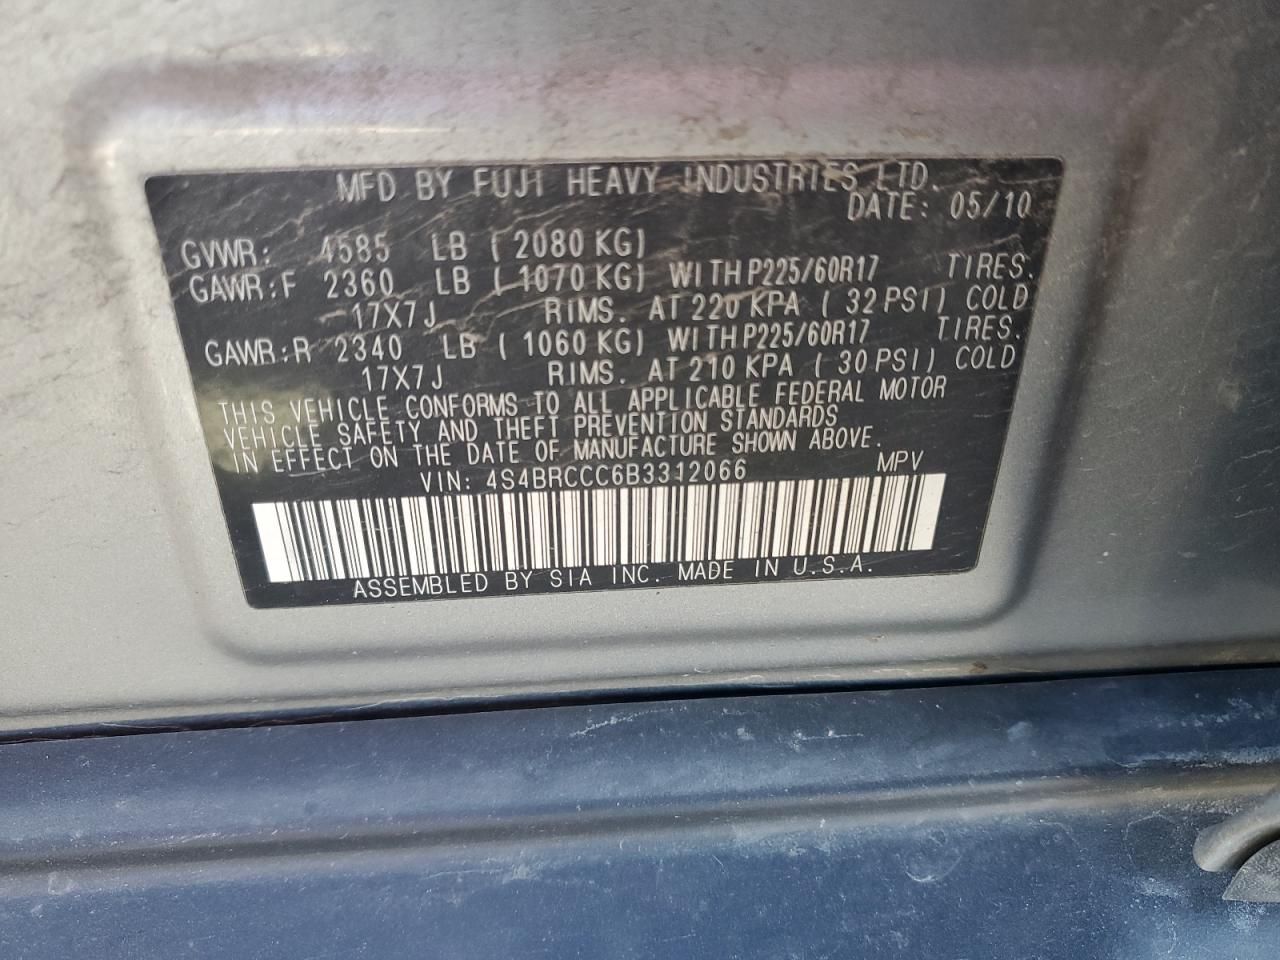 MFD BY FUJI HEAVY INDUSTRIES LTD.
DATE: 05/10
GVWR: 4585 LB ( 2080 KG)
GAWR:F 2360 LB ( 1070 KG) WITH P225/60R17 TIRES.
17X7J RIMS. AT 220 KPA ( 32 PSI) COLD
GAWR:R 2340 LB ( 1060 KG) WITH P225/60R17 TIRES.
17X7J RIMS. AT 210 KPA ( 30 PSI) COLD
THIS VEHICLE CONFORMS TO ALL APPLICABLE FEDERAL MOTOR
VEHICLE SAFETY AND THEFT PREVENTION STANDARDS
IN EFFECT ON THE DATE OF MANUFACTURE SHOWN ABOVE.
VIN: 4S4BRCCC6B3312066 MPV
ASSEMBLED BY SIA INC. MADE IN U.S.A.